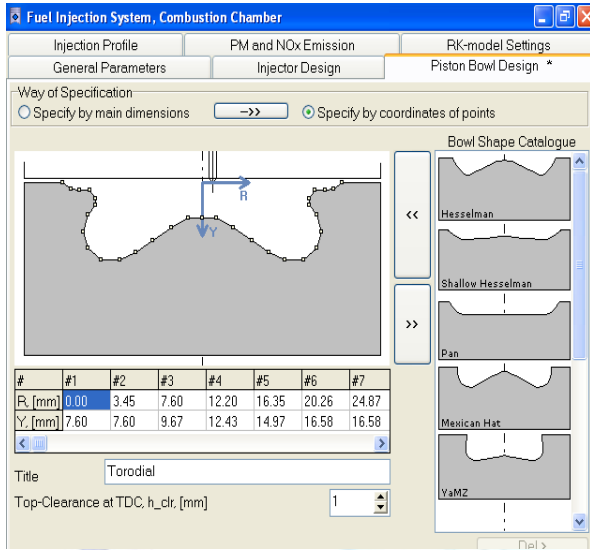 Fuel Injection System, Combustion Chamber
Injection Profile PM and NOx Emission RK-model Settings
General Parameters Injector Design Piston Bowl Design *
Way of Specification
Specify by main dimensions -->> Specify by coordinates of points
Bowl Shape Catalogue
R
Y
<<
>>
Hesselman
Shallow Hesselman
Pan
Mexican Hat
YaMZ
# #1 #2 #3 #4 #5 #6 #7
R, [mm] 0.00 3.45 7.60 12.20 16.35 20.26 24.87
Y, [mm] 7.60 7.60 9.67 12.43 14.97 16.58 16.58
Title Torodial
Top-Clearance at TDC, h_clr, [mm] 1
Del >